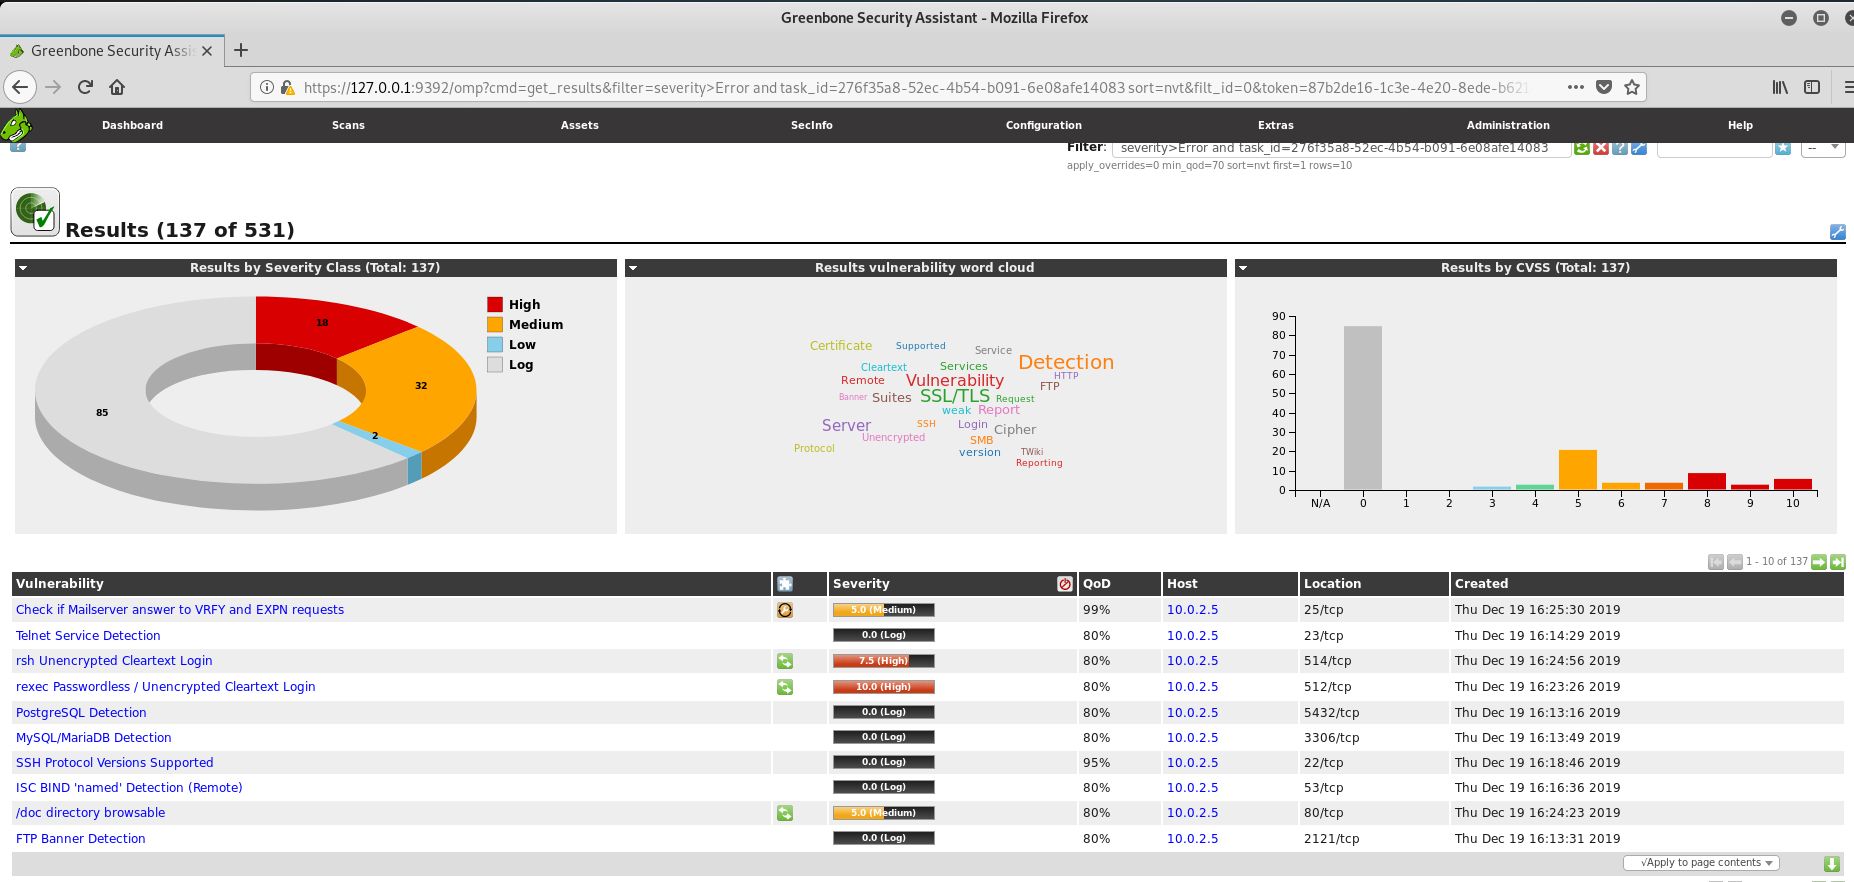 Greenbone Security Assistant - Mozilla Firefox
Greenbone Security Assis
https://127.0.0.1:9392/omp?cmd=get_results&filter=severity>Error and task_id=276f35a8-52ec-4b54-b091-6e08afe14083 sort=nvt&filt_id=0&token=87b2de16-1c3e-4e20-8ede-b621
Dashboard Scans Assets SecInfo Configuration Extras Administration Help
Filter: severity>Error and task_id=276f35a8-52ec-4b54-b091-6e08afe14083 --
apply_overrides=0 min_qod=70 sort=nvt first=1 rows=10
Results (137 of 531)
Results by Severity Class (Total: 137)
18
32
85
2
High
Medium
Low
Log
Results vulnerability word cloud
Certificate Supported Service
Detection
Cleartext Services
HTTP
Remote Vulnerability FTP
Banner Suites SSL/TLS Request
weak Report
Server SSH Login Cipher
Unencrypted SMB
Protocol version TWiki
Reporting
Results by CVSS (Total: 137)
90
80
70
60
50
40
30
20
10
0
N/A 0 1 2 3 4 5 6 7 8 9 10
1 - 10 of 137
Vulnerability Severity QoD Host Location Created
Check if Mailserver answer to VRFY and EXPN requests 5.0 (Medium) 99% 10.0.2.5 25/tcp Thu Dec 19 16:25:30 2019
Telnet Service Detection 0.0 (Log) 80% 10.0.2.5 23/tcp Thu Dec 19 16:14:29 2019
rsh Unencrypted Cleartext Login 7.5 (High) 80% 10.0.2.5 514/tcp Thu Dec 19 16:24:56 2019
rexec Passwordless / Unencrypted Cleartext Login 10.0 (High) 80% 10.0.2.5 512/tcp Thu Dec 19 16:23:26 2019
PostgreSQL Detection 0.0 (Log) 80% 10.0.2.5 5432/tcp Thu Dec 19 16:13:16 2019
MySQL/MariaDB Detection 0.0 (Log) 80% 10.0.2.5 3306/tcp Thu Dec 19 16:13:49 2019
SSH Protocol Versions Supported 0.0 (Log) 95% 10.0.2.5 22/tcp Thu Dec 19 16:18:46 2019
ISC BIND 'named' Detection (Remote) 0.0 (Log) 80% 10.0.2.5 53/tcp Thu Dec 19 16:16:36 2019
/doc directory browsable 5.0 (Medium) 80% 10.0.2.5 80/tcp Thu Dec 19 16:24:23 2019
FTP Banner Detection 0.0 (Log) 80% 10.0.2.5 2121/tcp Thu Dec 19 16:13:31 2019
√Apply to page contents